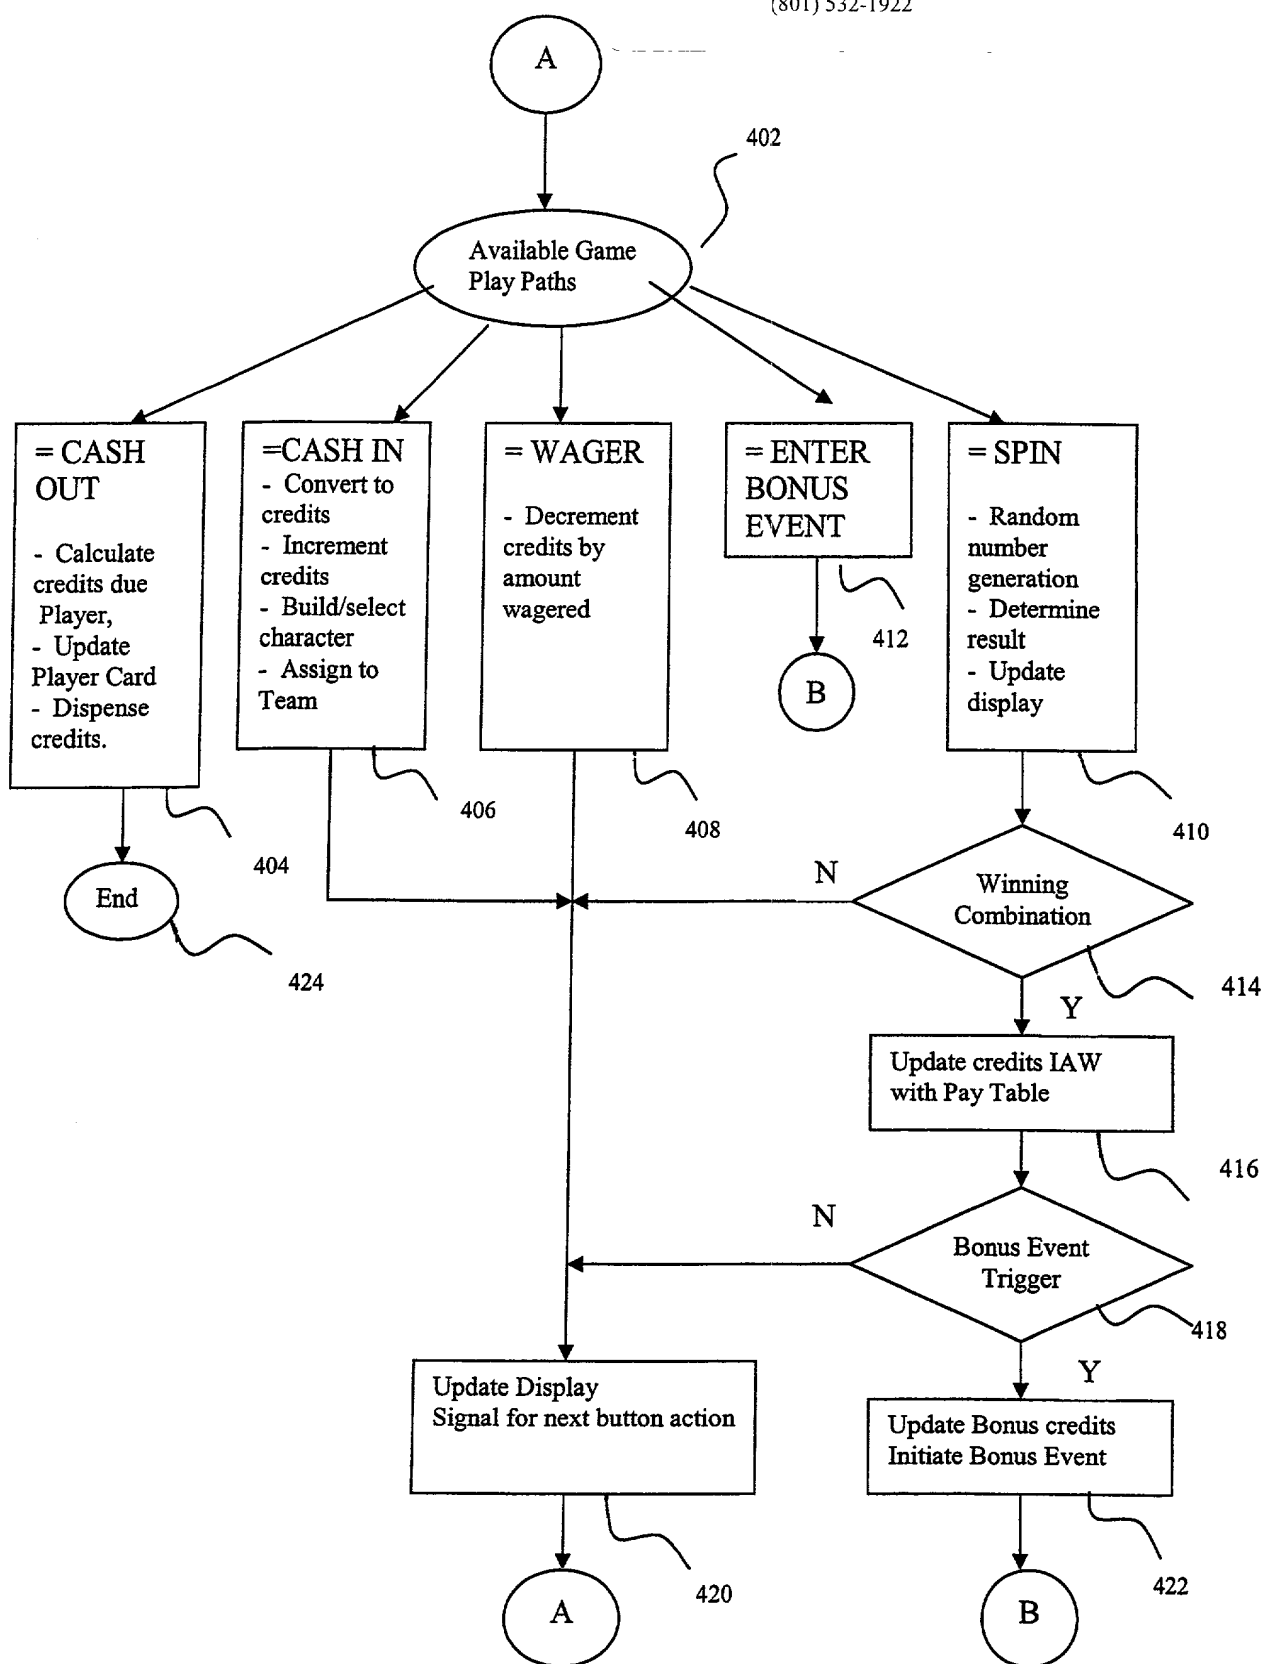 (801) 532-1922
A
402
Available Game
Play Paths
= CASH
OUT
- Calculate
credits due
Player,
- Update
Player Card
- Dispense
credits.
404
End
424
=CASH IN
- Convert to
credits
- Increment
credits
- Build/select
character
- Assign to
Team
406
= WAGER
- Decrement
credits by
amount
wagered
408
= ENTER
BONUS
EVENT
412
B
= SPIN
- Random
number
generation
- Determine
result
- Update
display
410
N
Winning
Combination
414
Y
Update credits IAW
with Pay Table
416
N
Bonus Event
Trigger
418
Y
Update Display
Signal for next button action
420
A
Update Bonus credits
Initiate Bonus Event
422
B